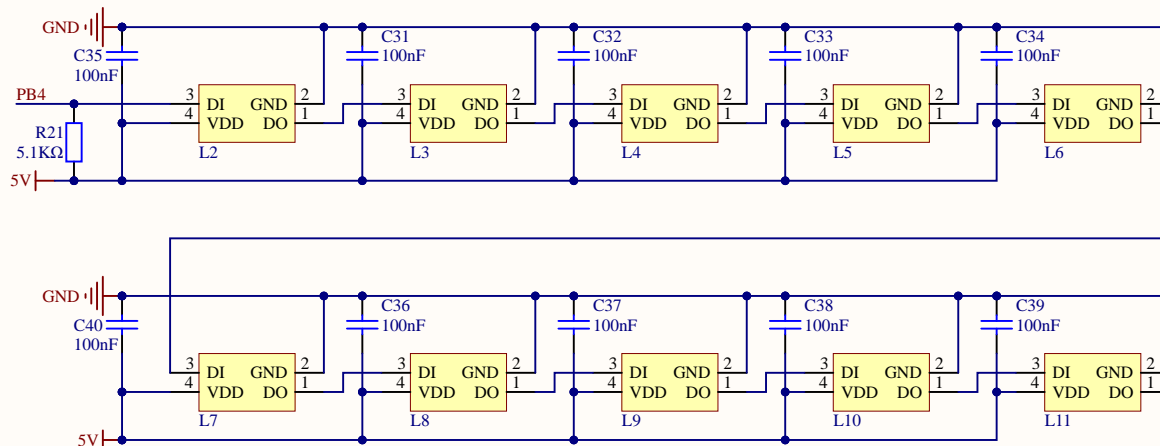 GND
C35
100nF
C31
100nF
C32
100nF
C33
100nF
C34
100nF
PB4
3 DI GND 2
4 VDD DO 1
L2
3 DI GND 2
4 VDD DO 1
L3
3 DI GND 2
4 VDD DO 1
L4
3 DI GND 2
4 VDD DO 1
L5
3 DI GND 2
4 VDD DO 1
L6
R21
5.1KΩ
5V
GND
C40
100nF
C36
100nF
C37
100nF
C38
100nF
C39
100nF
3 DI GND 2
4 VDD DO 1
L7
3 DI GND 2
4 VDD DO 1
L8
3 DI GND 2
4 VDD DO 1
L9
3 DI GND 2
4 VDD DO 1
L10
3 DI GND 2
4 VDD DO 1
L11
5V